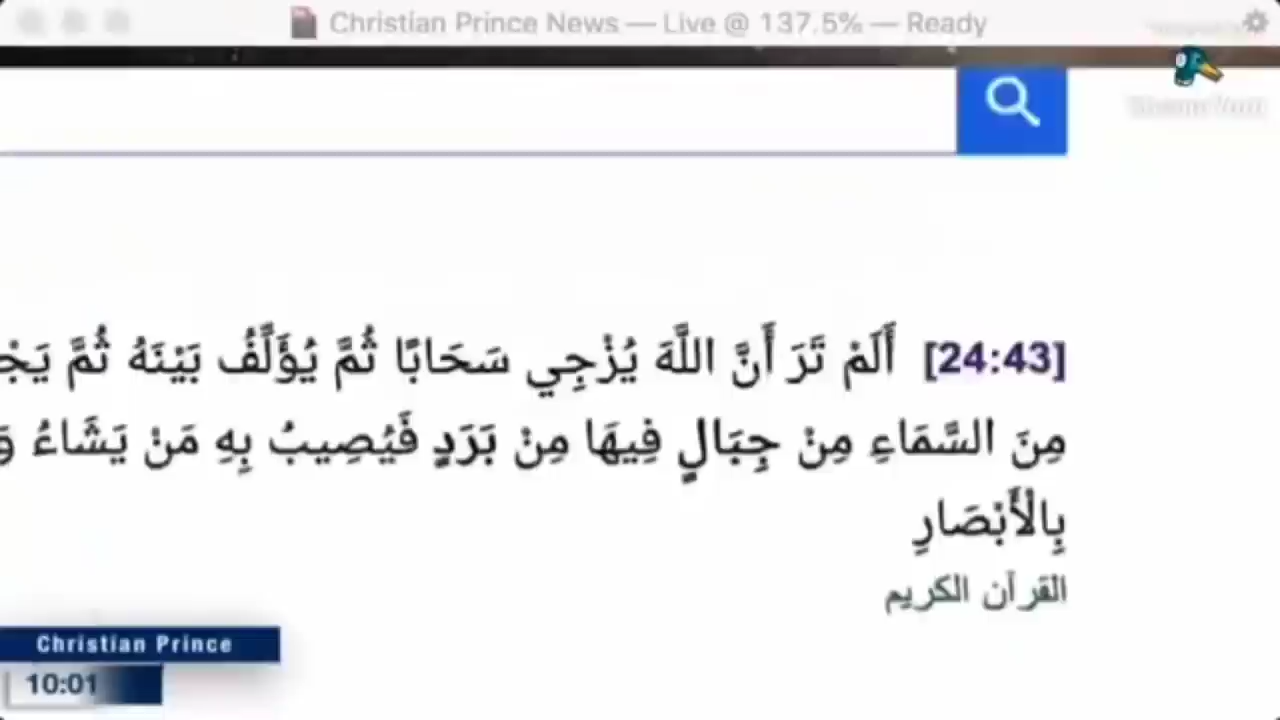 Christian Prince News — Live @ 137.5% — Ready
[24:43] أَلَمْ تَرَ أَنَّ اللَّهَ يُزْجِي سَحَابًا ثُمَّ يُؤَلِّفُ بَيْنَهُ ثُمَّ
مِنَ السَّمَاءِ مِنْ جِبَالٍ فِيهَا مِنْ بَرَدٍ فَيُصِيبُ بِهِ مَنْ يَشَاءُ
بِالْأَبْصَارِ
القرآن الكريم
Christian Prince
10:01